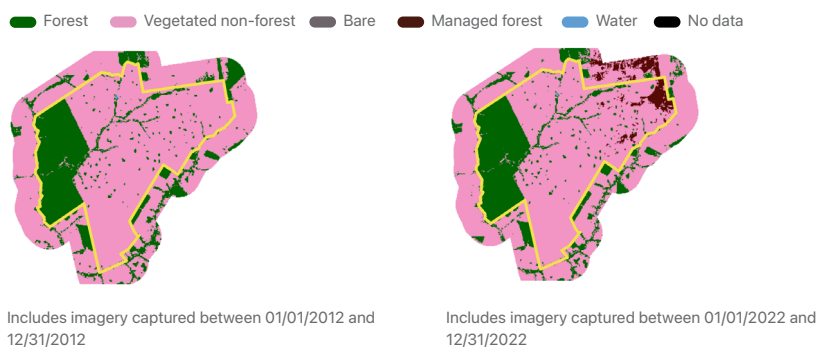 Forest Vegetated non-forest Bare Managed forest Water No data
Includes imagery captured between 01/01/2012 and
12/31/2012
Includes imagery captured between 01/01/2022 and
12/31/2022